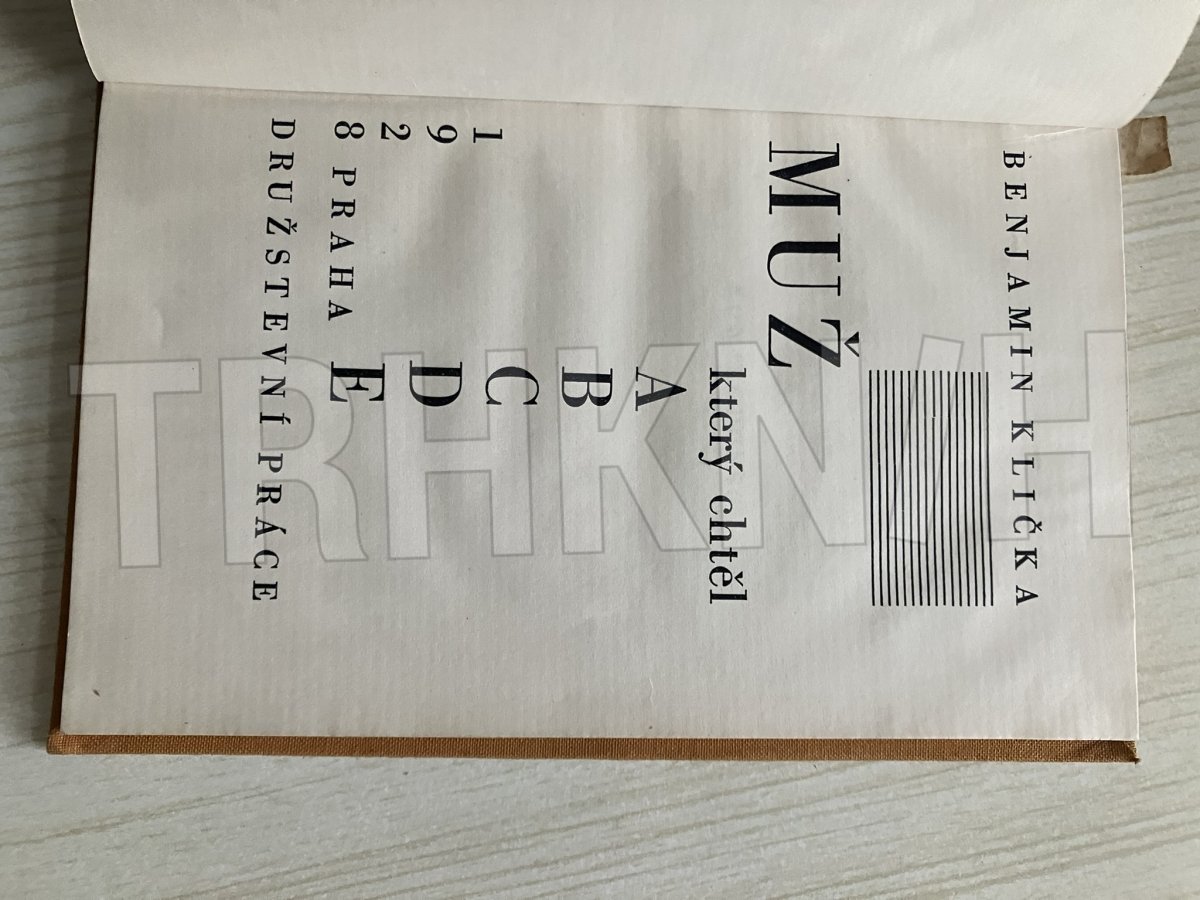 BENJAMIN KLIČKA
MUŽ
který chtěl
A
B
C
D
E
1
9
2
8 PRAHA
DRUŽSTEVNÍ PRÁCE
TRHKNIH